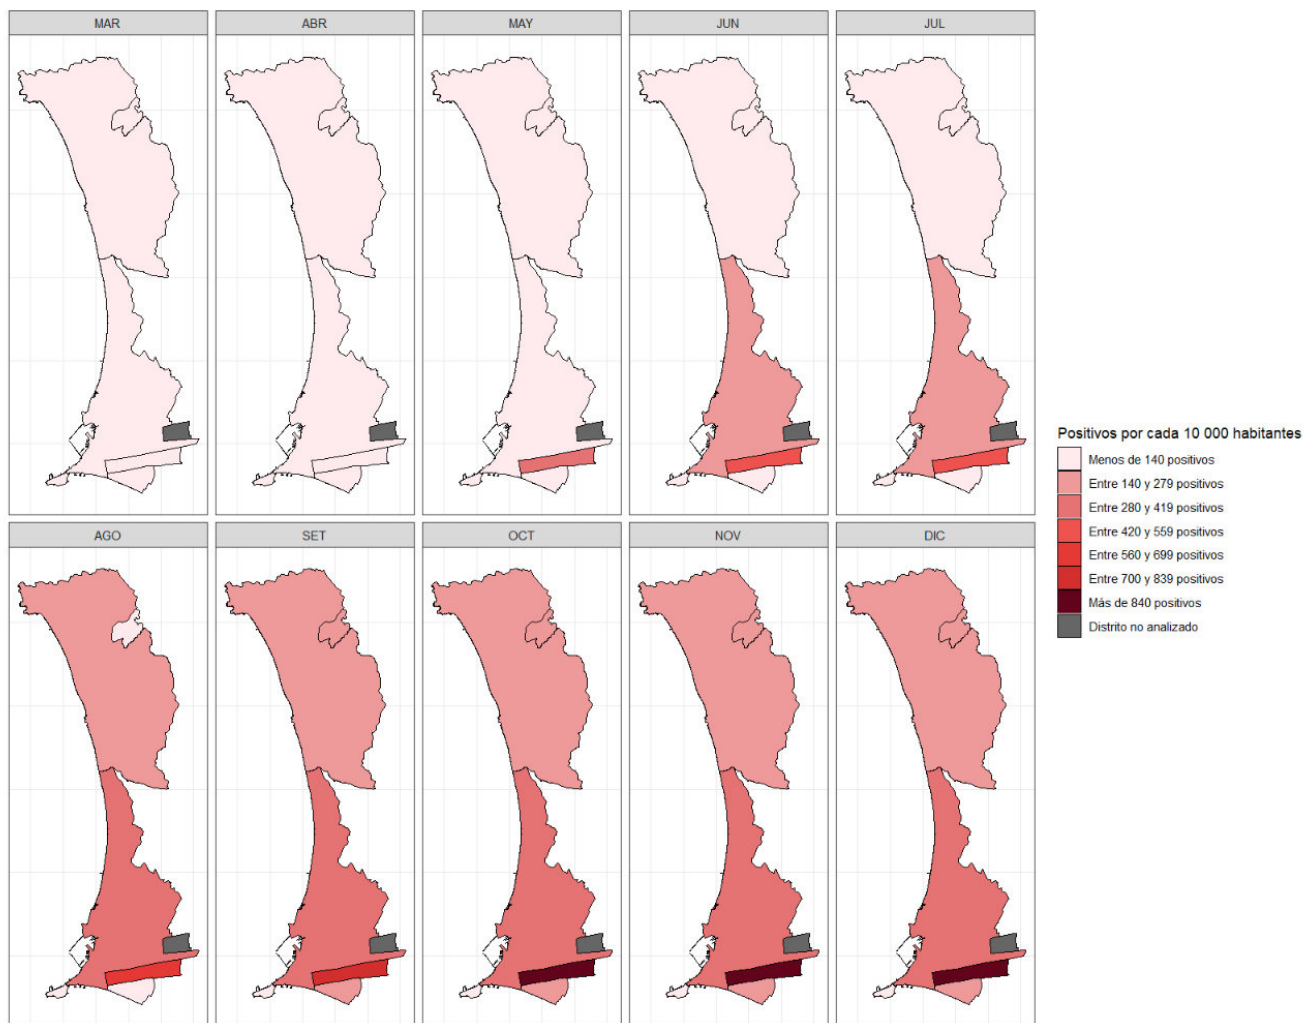 MAR
ABR
MAY
JUN
JUL
Positivos por cada 10 000 habitantes
Menos de 140 positivos
Entre 140 y 279 positivos
Entre 280 y 419 positivos
Entre 420 y 559 positivos
Entre 560 y 699 positivos
Entre 700 y 839 positivos
Más de 840 positivos
Distrito no analizado
AGO
SET
OCT
NOV
DIC